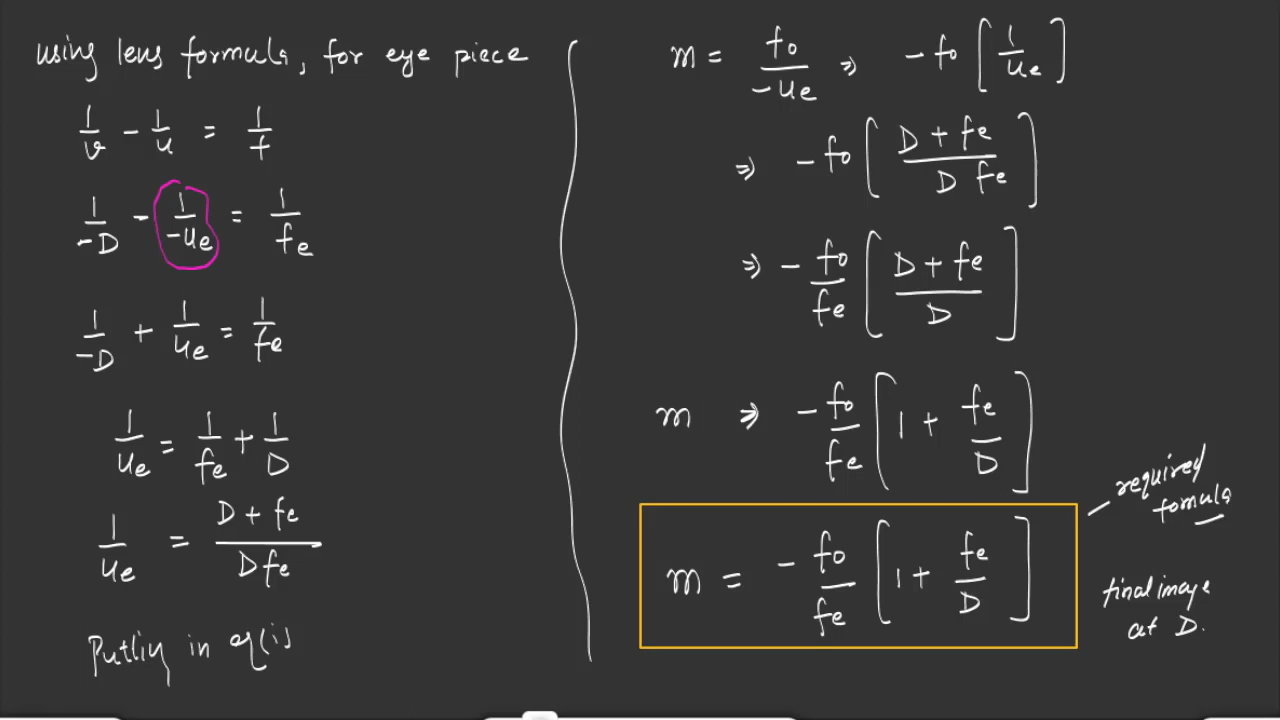 using lens formula, for eye piece
1/v - 1/u = 1/f
1/-D - 1/-ue = 1/fe
1/-D + 1/ue = 1/fe
1/ue = 1/fe + 1/D
1/ue = D + fe/D fe
Putting in eq(i)
m = fo/-ue ⇒ - fo [1/ue]
⇒ - fo [D + fe/D fe]
⇒ - fo/fe [D + fe/D]
m ⇒ - fo/fe [1 + fe/D]
m = - fo/fe [1 + fe/D]
- required
fomula
final image
at D.